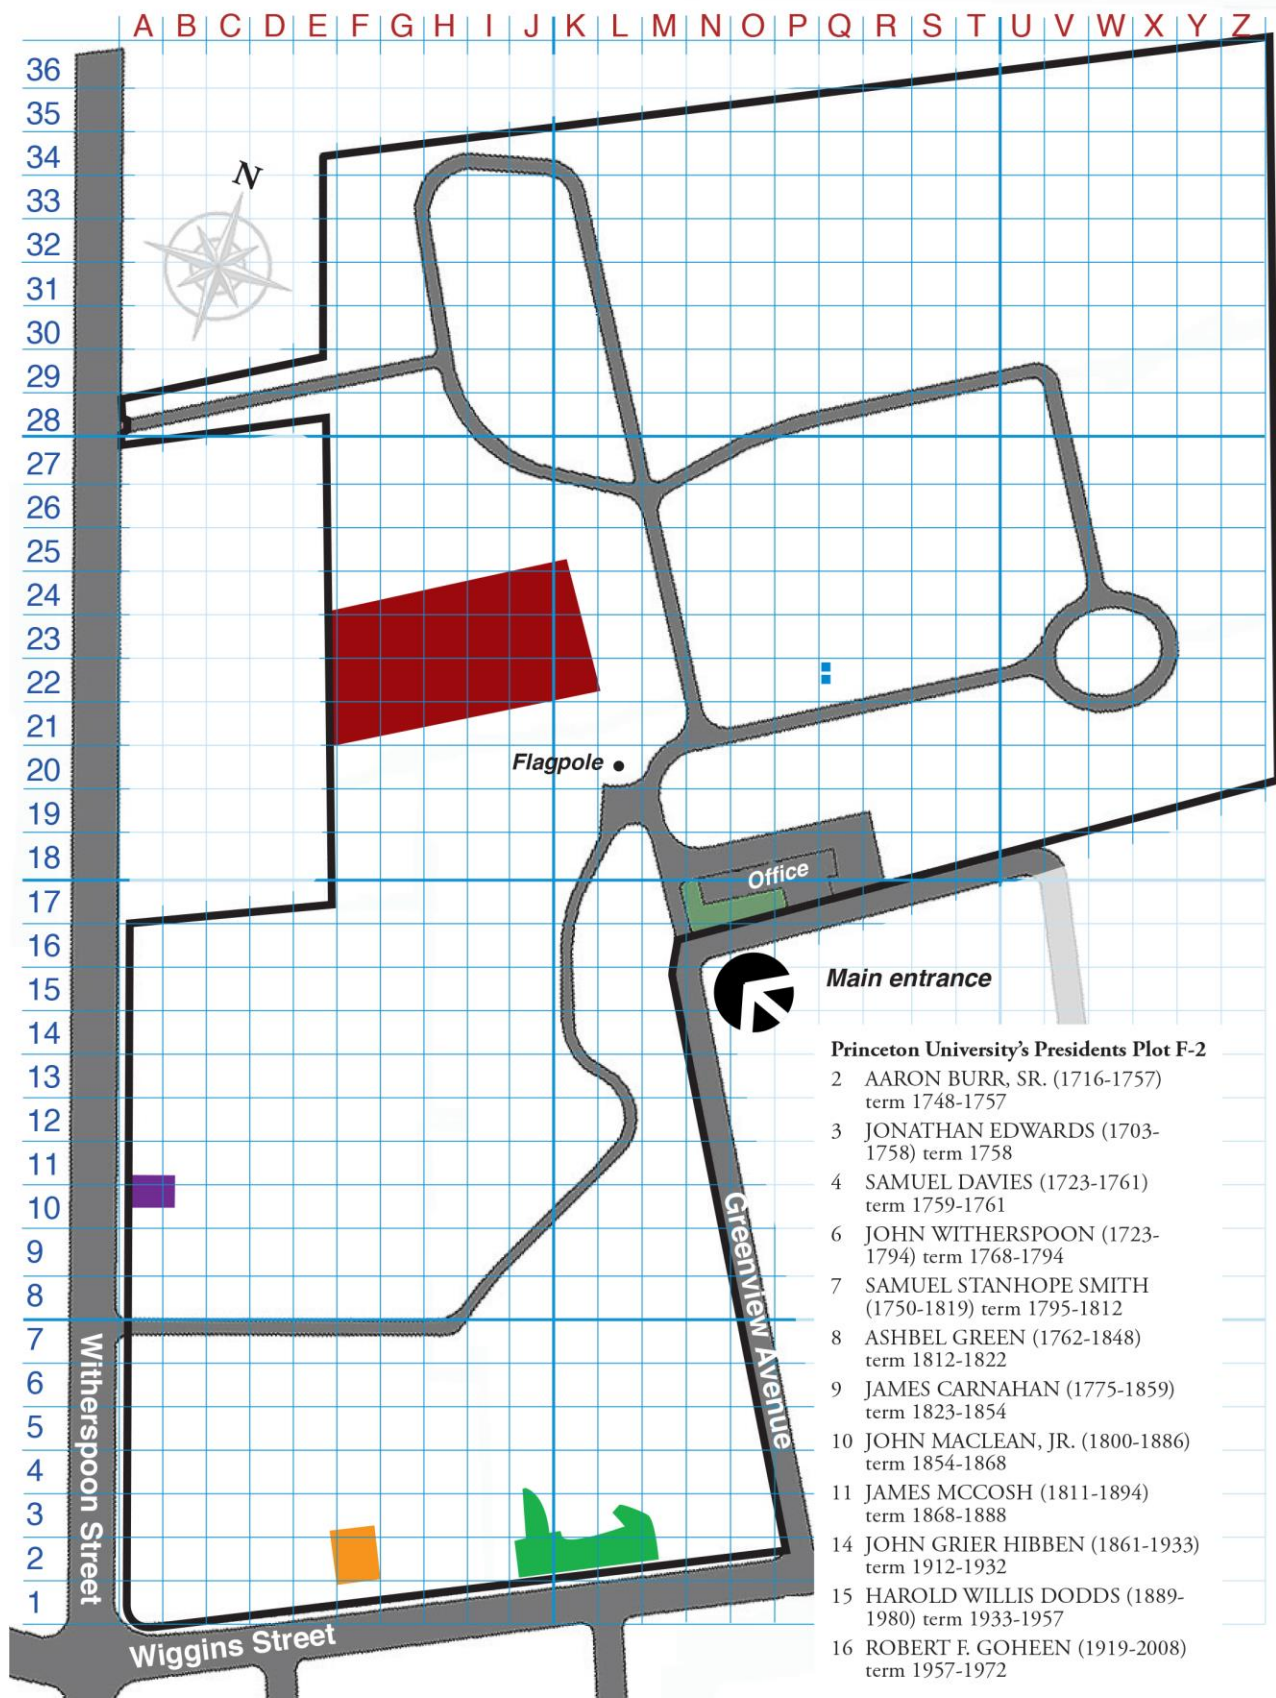 A B C D E F G H I J K L M N O P Q R S T U V W X Y Z
36
35
34
N
33
32
31
30
29
28
27
26
25
24
23
22
21
Flagpole
20
19
18
Office
17
16
15
Main entrance
14
13
12
11
10
9
8
7
6
5
4
3
2
1
Witherspoon Street
Greenview Avenue
Wiggins Street
Princeton University's Presidents Plot F-2
2 AARON BURR, SR. (1716-1757)
term 1748-1757
3 JONATHAN EDWARDS (1703-
1758) term 1758
4 SAMUEL DAVIES (1723-1761)
term 1759-1761
6 JOHN WITHERSPOON (1723-
1794) term 1768-1794
7 SAMUEL STANHOPE SMITH
(1750-1819) term 1795-1812
8 ASHBEL GREEN (1762-1848)
term 1812-1822
9 JAMES CARNAHAN (1775-1859)
term 1823-1854
10 JOHN MACLEAN, JR. (1800-1886)
term 1854-1868
11 JAMES MCCOSH (1811-1894)
term 1868-1888
14 JOHN GRIER HIBBEN (1861-1933)
term 1912-1932
15 HAROLD WILLIS DODDS (1889-
1980) term 1933-1957
16 ROBERT F. GOHEEN (1919-2008)
term 1957-1972